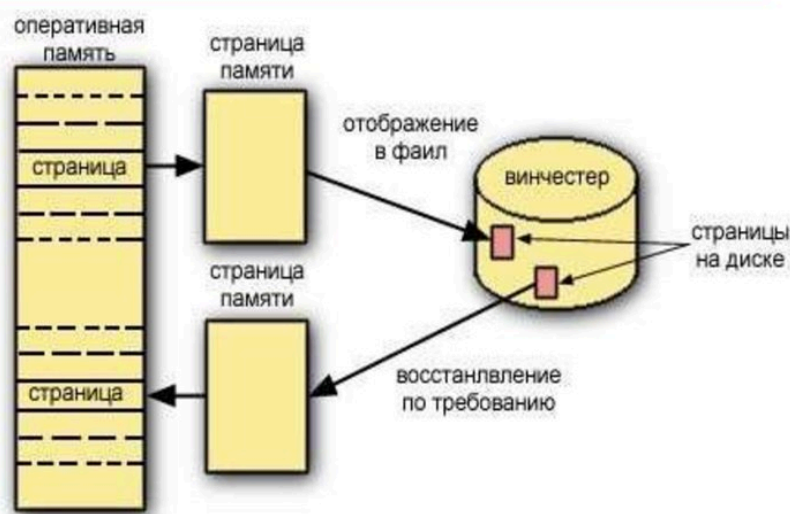 оперативная
память
страница
памяти
отображение
в фаил
страница
винчестер
страницы
на диске
страница
памяти
страница
восстанлвление
по требованию